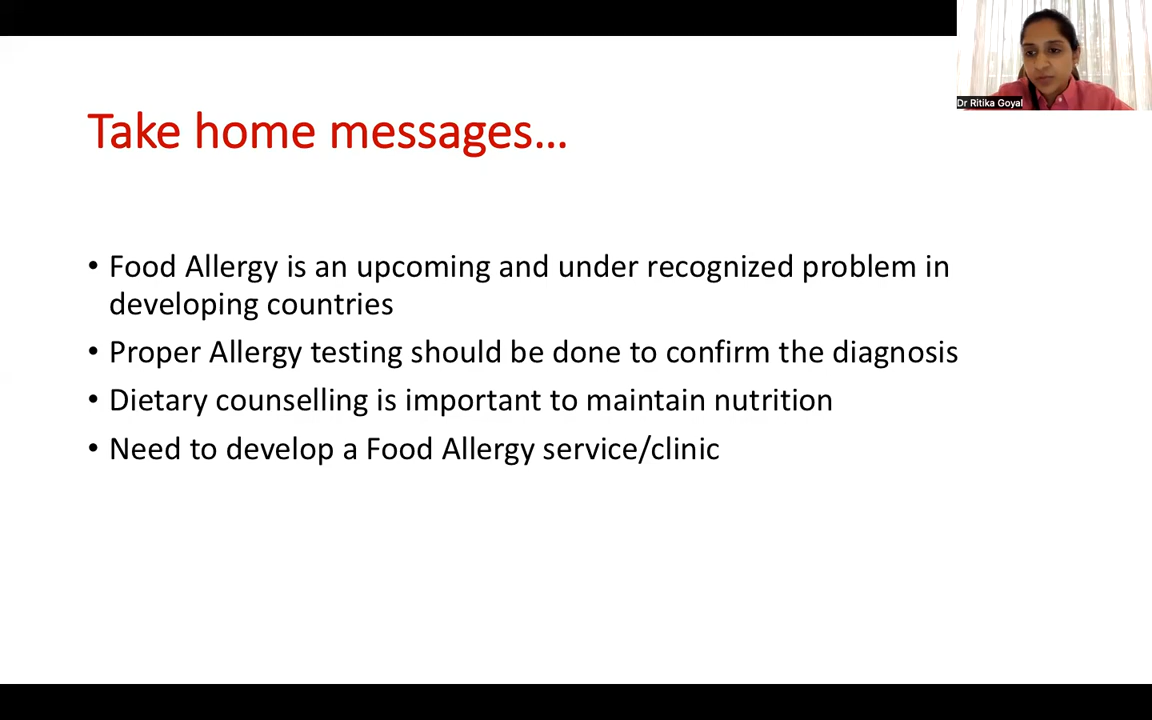 Dr Ritika Goyal
Take home messages...
• Food Allergy is an upcoming and under recognized problem in
developing countries
• Proper Allergy testing should be done to confirm the diagnosis
• Dietary counselling is important to maintain nutrition
• Need to develop a Food Allergy service/clinic